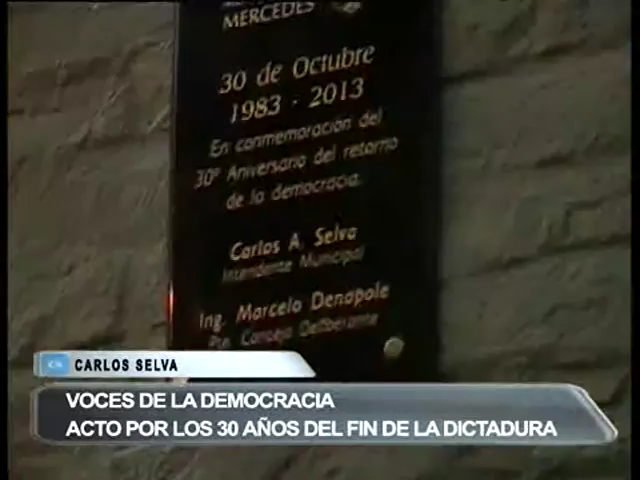 MERCEDES
30 de Octubre
1983 - 2013
En conmemoración del
30º Aniversario del retorno
de la democracia.
Carlos A. Selva
Intendente Municipal
Ing. Marcelo Denapole
Pte. Concejo Deliberante
CARLOS SELVA
VOCES DE LA DEMOCRACIA
ACTO POR LOS 30 AÑOS DEL FIN DE LA DICTADURA